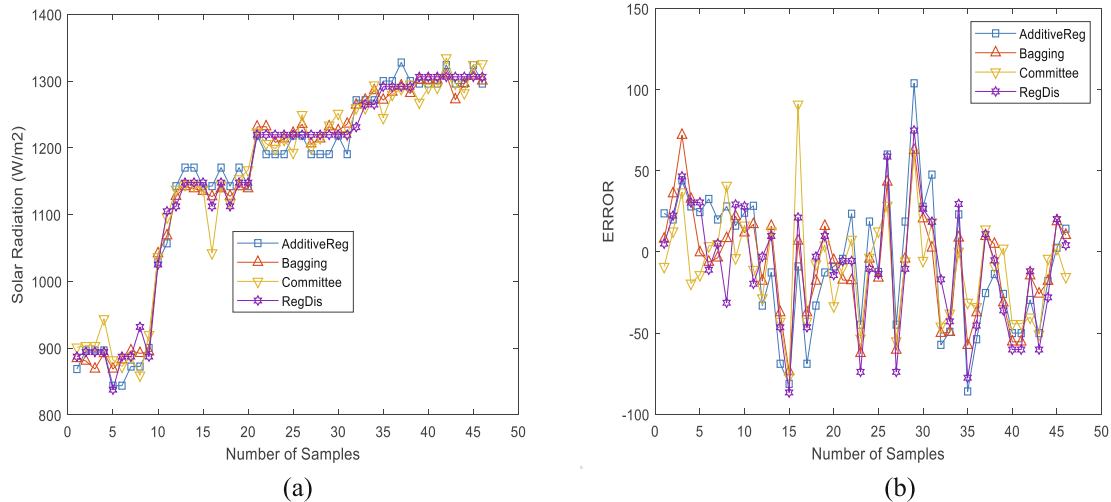 1400
1300
1200
1100
1000
900
800
0 5 10 15 20 25 30 35 40 45 50
Solar Radiatiolon (W/m2)
Number of Samples
AdditiveReg
Bagging
Committee
RegDis
(a)
150
100
50
0
-50
-100
0 5 10 15 20 25 30 35 40 45 50
ERROR
Number of Samples
AdditiveReg
Bagging
Committee
RegDis
(b)